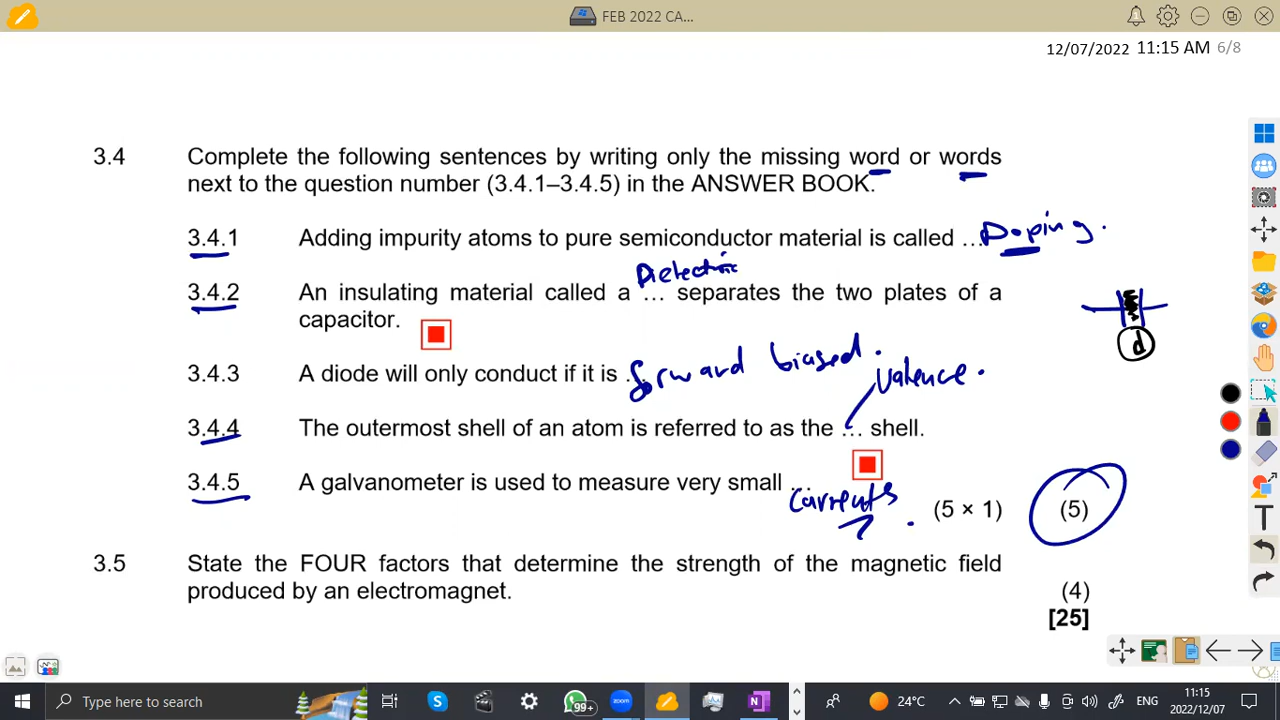 FEB 2022 CA...
12/07/2022 11:15 AM 6/8
3.4 Complete the following sentences by writing only the missing word or words
next to the question number (3.4.1–3.4.5) in the ANSWER BOOK.
3.4.1 Adding impurity atoms to pure semiconductor material is called ... Doping.
Dielectric
3.4.2 An insulating material called a ... separates the two plates of a
capacitor.
d
3.4.3 A diode will only conduct if it is ... forward biased.
valence.
3.4.4 The outermost shell of an atom is referred to as the ... shell.
3.4.5 A galvanometer is used to measure very small ...
Currents.
(5 × 1) (5)
3.5 State the FOUR factors that determine the strength of the magnetic field
produced by an electromagnet. (4)
[25]
Type here to search
99+
zoom
24°C
ENG
11:15
2022/12/07